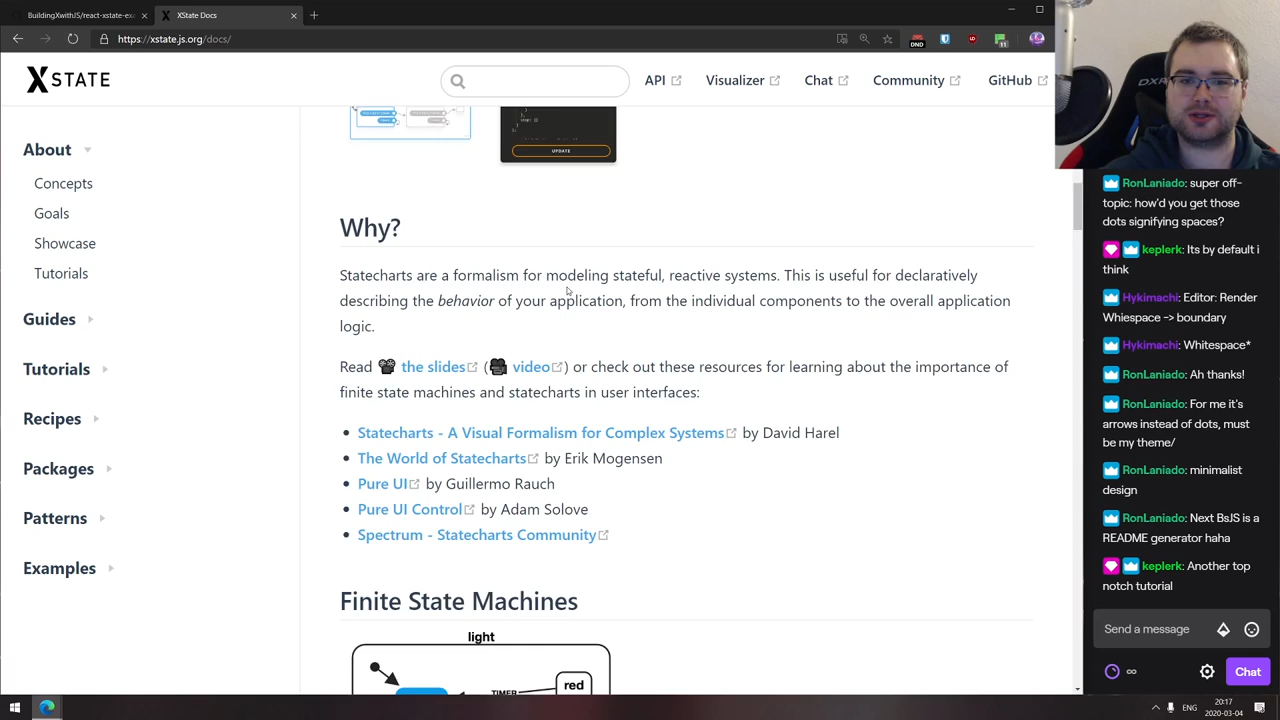 BuildingXwithJS/react-xstate-exa
XState Docs
https://xstate.js.org/docs/
DND
11
XSTATE
API
Visualizer
Chat
Community
GitHub
About
Concepts
Goals
Showcase
Tutorials
Guides
Tutorials
Recipes
Packages
Patterns
Examples
UPDATE
Why?
Statecharts are a formalism for modeling stateful, reactive systems. This is useful for declaratively
describing the behavior of your application, from the individual components to the overall application
logic.
Read the slides (video) or check out these resources for learning about the importance of
finite state machines and statecharts in user interfaces:
Statecharts - A Visual Formalism for Complex Systems by David Harel
The World of Statecharts by Erik Mogensen
Pure UI by Guillermo Rauch
Pure UI Control by Adam Solove
Spectrum - Statecharts Community
Finite State Machines
light
TIMER
red
DXR
RonLaniado: super off-
topic: how'd you get those
dots signifying spaces?
keplerk: Its by default i
think
Hykimachi: Editor: Render
Whiespace -> boundary
Hykimachi: Whitespace*
RonLaniado: Ah thanks!
RonLaniado: For me it's
arrows instead of dots, must
be my theme/
RonLaniado: minimalist
design
RonLaniado: Next BsJS is a
README generator haha
keplerk: Another top
notch tutorial
Send a message
∞
Chat
ENG
20:17
2020-03-04